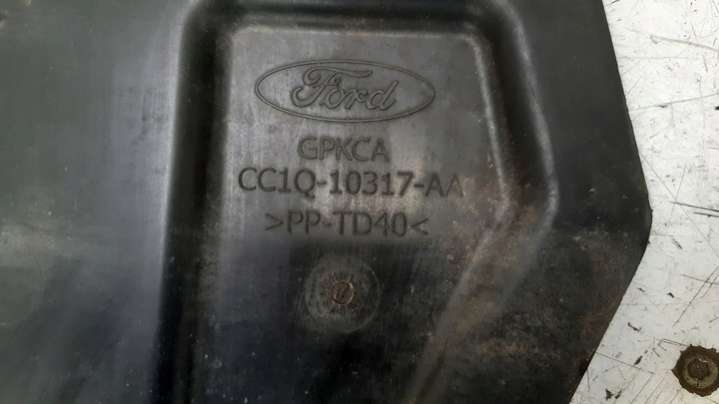 Ford
GPKCA
CC1Q-10317-AA
>PP-TD40<